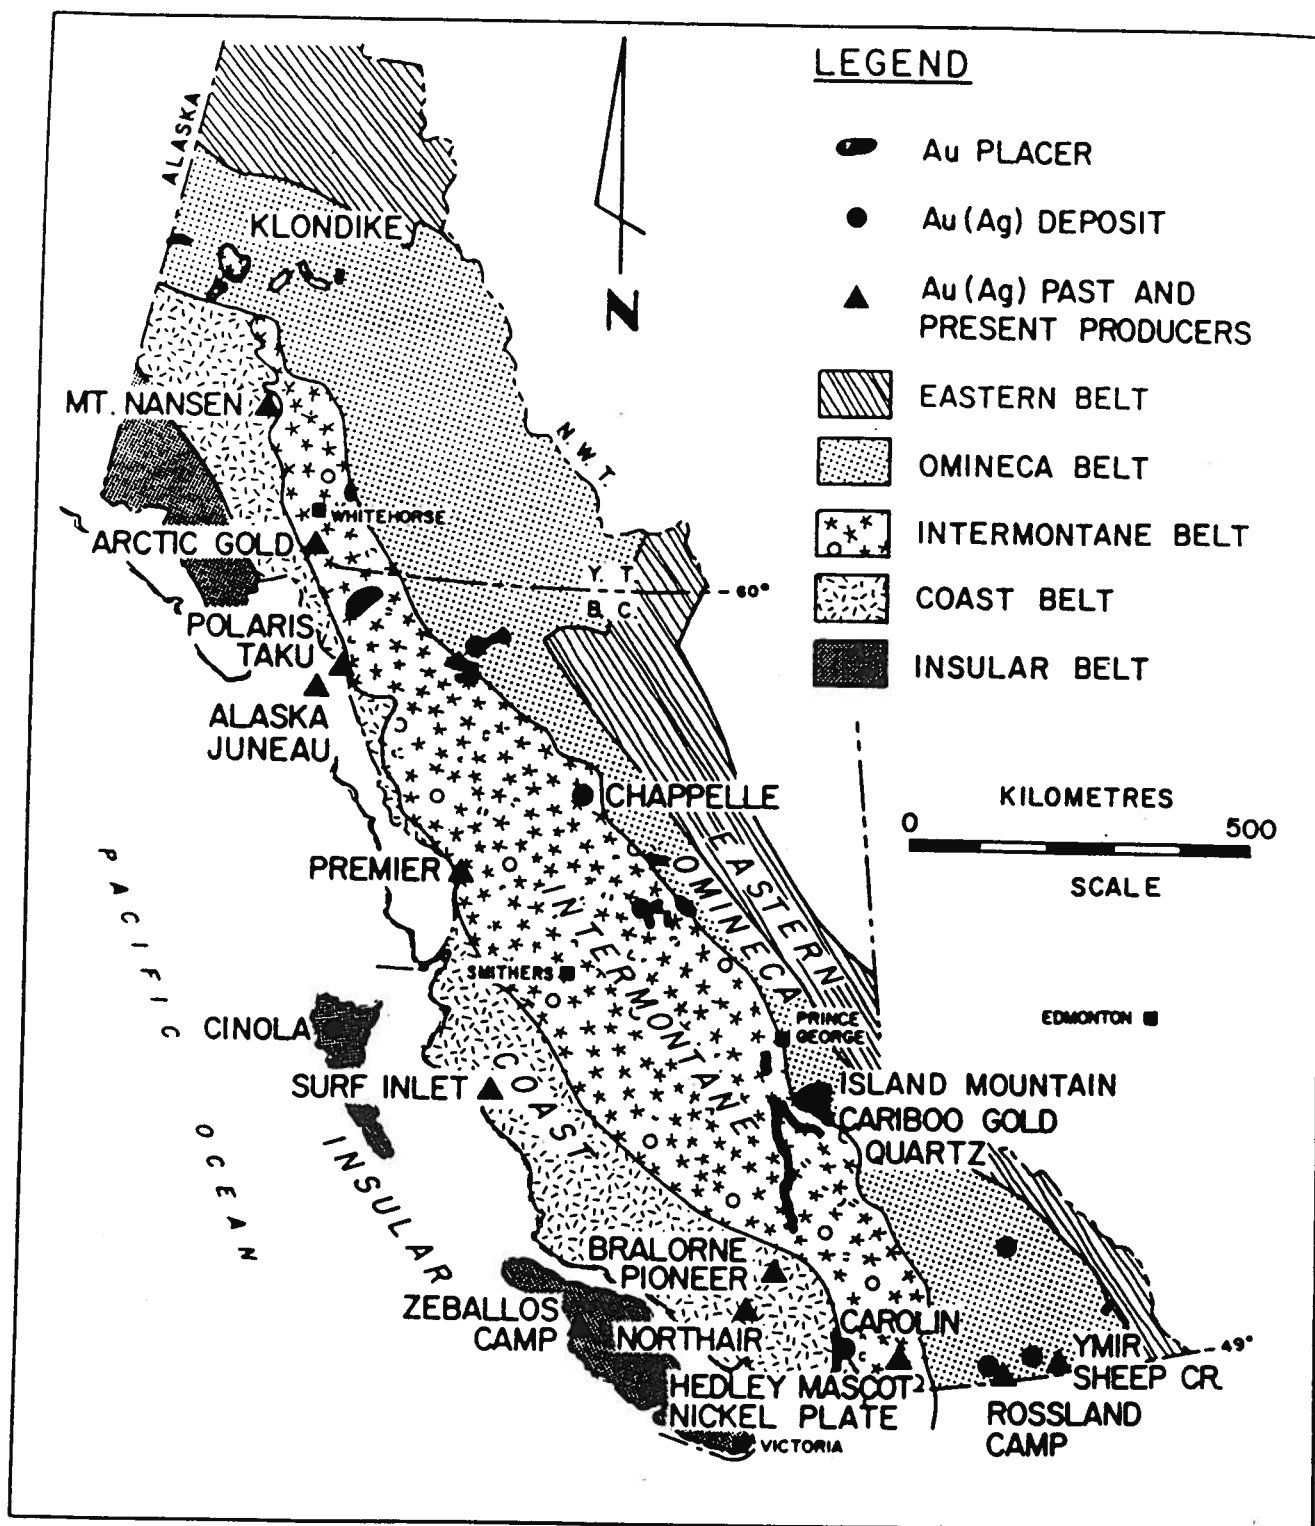 LEGEND
Au PLACER
Au (Ag) DEPOSIT
Au (Ag) PAST AND
PRESENT PRODUCERS
EASTERN BELT
OMINECA BELT
INTERMONTANE BELT
COAST BELT
INSULAR BELT
ALASKA
KLONDIKE
N
MT. NANSEN
N W T
WHITEHORSE
ARCTIC GOLD
Y. T.
60°
B. C.
POLARIS
TAKU
ALASKA
JUNEAU
CHAPPELLE
KILOMETRES
0
500
SCALE
PREMIER
EASTERN
OMINECA
INTERMONTANE
PACIFIC
OCEAN
SMITHERS
CINOLA
PRINCE
GEORGE
EDMONTON
SURF INLET
COAST
INSULAR
ISLAND MOUNTAIN
CARIBOO GOLD
QUARTZ
BRALORNE
PIONEER
ZEBALLOS
CAMP
NORTHAIR
CAROLIN
49°
YMIR
SHEEP CR.
HEDLEY MASCOT
NICKEL PLATE
ROSSLAND
CAMP
VICTORIA